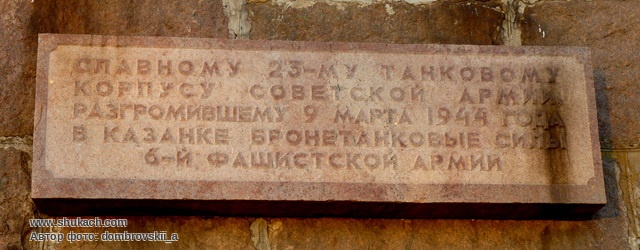 СЛАВНОМУ 23-МУ ТАНКОВОМУ
КОРПУСУ СОВЕТСКОЙ АРМИИ
РАЗГРОМИВШЕМУ 9 МАРТА 1944 ГОДА
В КАЗАНКЕ БРОНЕТАНКОВЫЕ СИЛЫ
6-Й ФАШИСТСКОЙ АРМИИ
www.shukach.com
Автор фото: dombrovskii_a